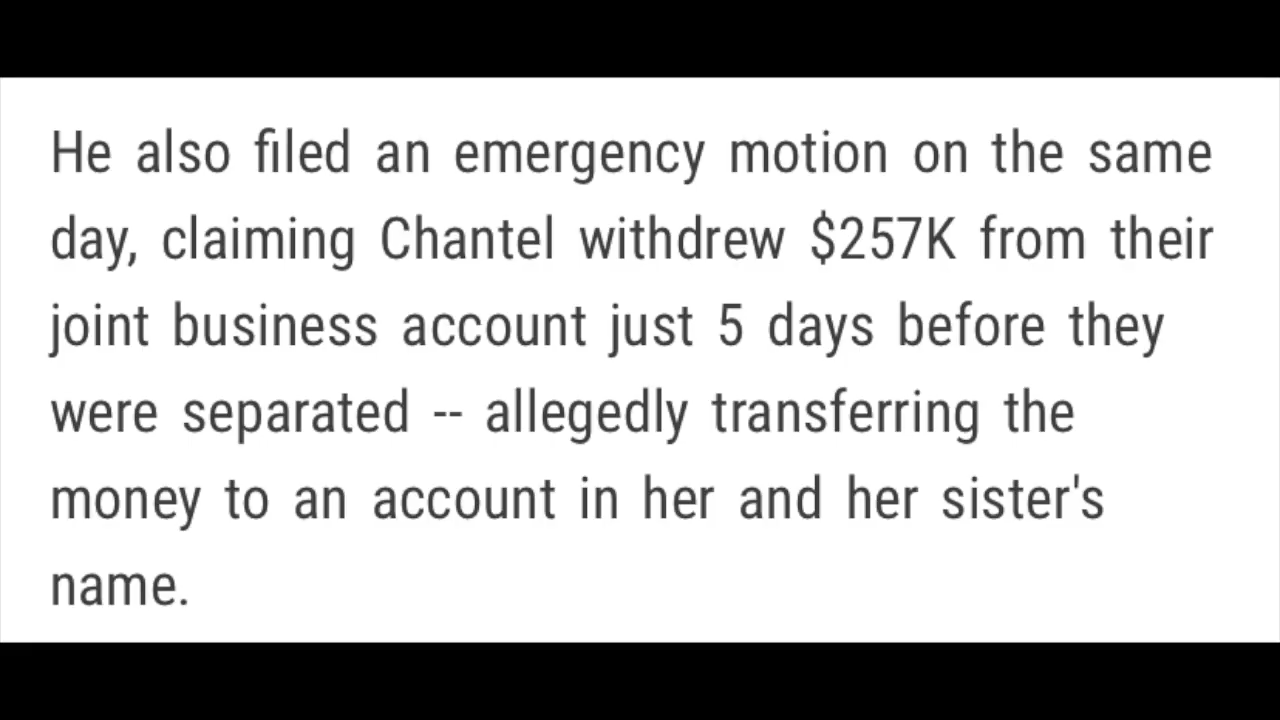 He also filed an emergency motion on the same
day, claiming Chantel withdrew $257K from their
joint business account just 5 days before they
were separated -- allegedly transferring the
money to an account in her and her sister's
name.